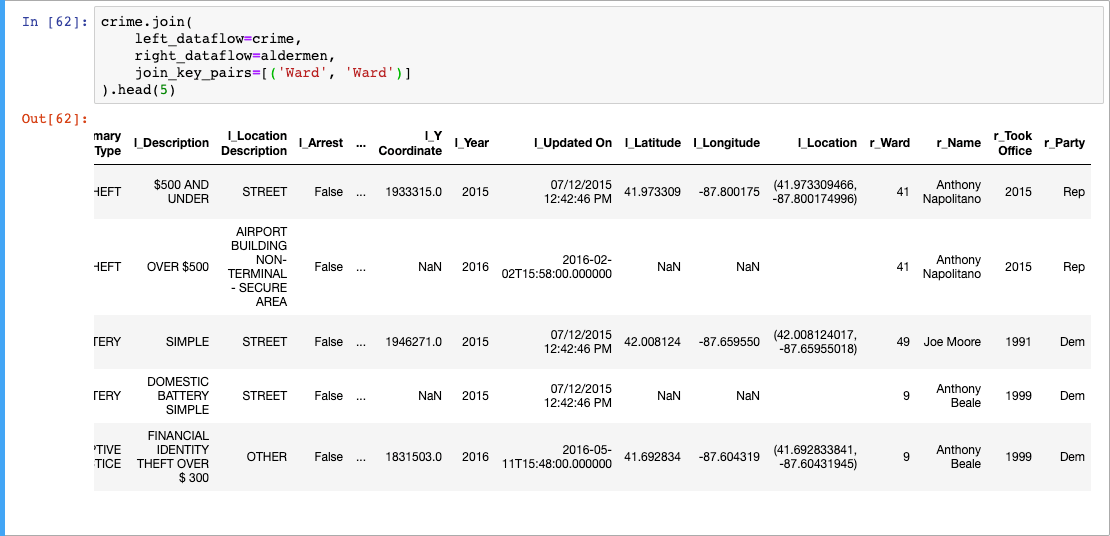 In [62]:
crime.join(
left_dataflow=crime,
right_dataflow=aldermen,
join_key_pairs=[('Ward', 'Ward')]
).head(5)
Out[62]:
mary Type l_Description l_Location Description l_Arrest ... l_Y Coordinate l_Year l_Updated On l_Latitude l_Longitude l_Location r_Ward r_Name r_Took Office r_Party
HEFT $500 AND UNDER STREET False ... 1933315.0 2015 07/12/2015 12:42:46 PM 41.973309 -87.800175 (41.973309466, -87.800174996) 41 Anthony Napolitano 2015 Rep
HEFT OVER $500 AIRPORT BUILDING NON- TERMINAL - SECURE AREA False ... NaN 2016 2016-02- 02T15:58:00.000000 NaN NaN 41 Anthony Napolitano 2015 Rep
TERY SIMPLE STREET False ... 1946271.0 2015 07/12/2015 12:42:46 PM 42.008124 -87.659550 (42.008124017, -87.65955018) 49 Joe Moore 1991 Dem
TERY DOMESTIC BATTERY SIMPLE STREET False ... NaN 2015 07/12/2015 12:42:46 PM NaN NaN 9 Anthony Beale 1999 Dem
PTIVE TICE FINANCIAL IDENTITY THEFT OVER $ 300 OTHER False ... 1831503.0 2016 2016-05- 11T15:48:00.000000 41.692834 -87.604319 (41.692833841, -87.60431945) 9 Anthony Beale 1999 Dem